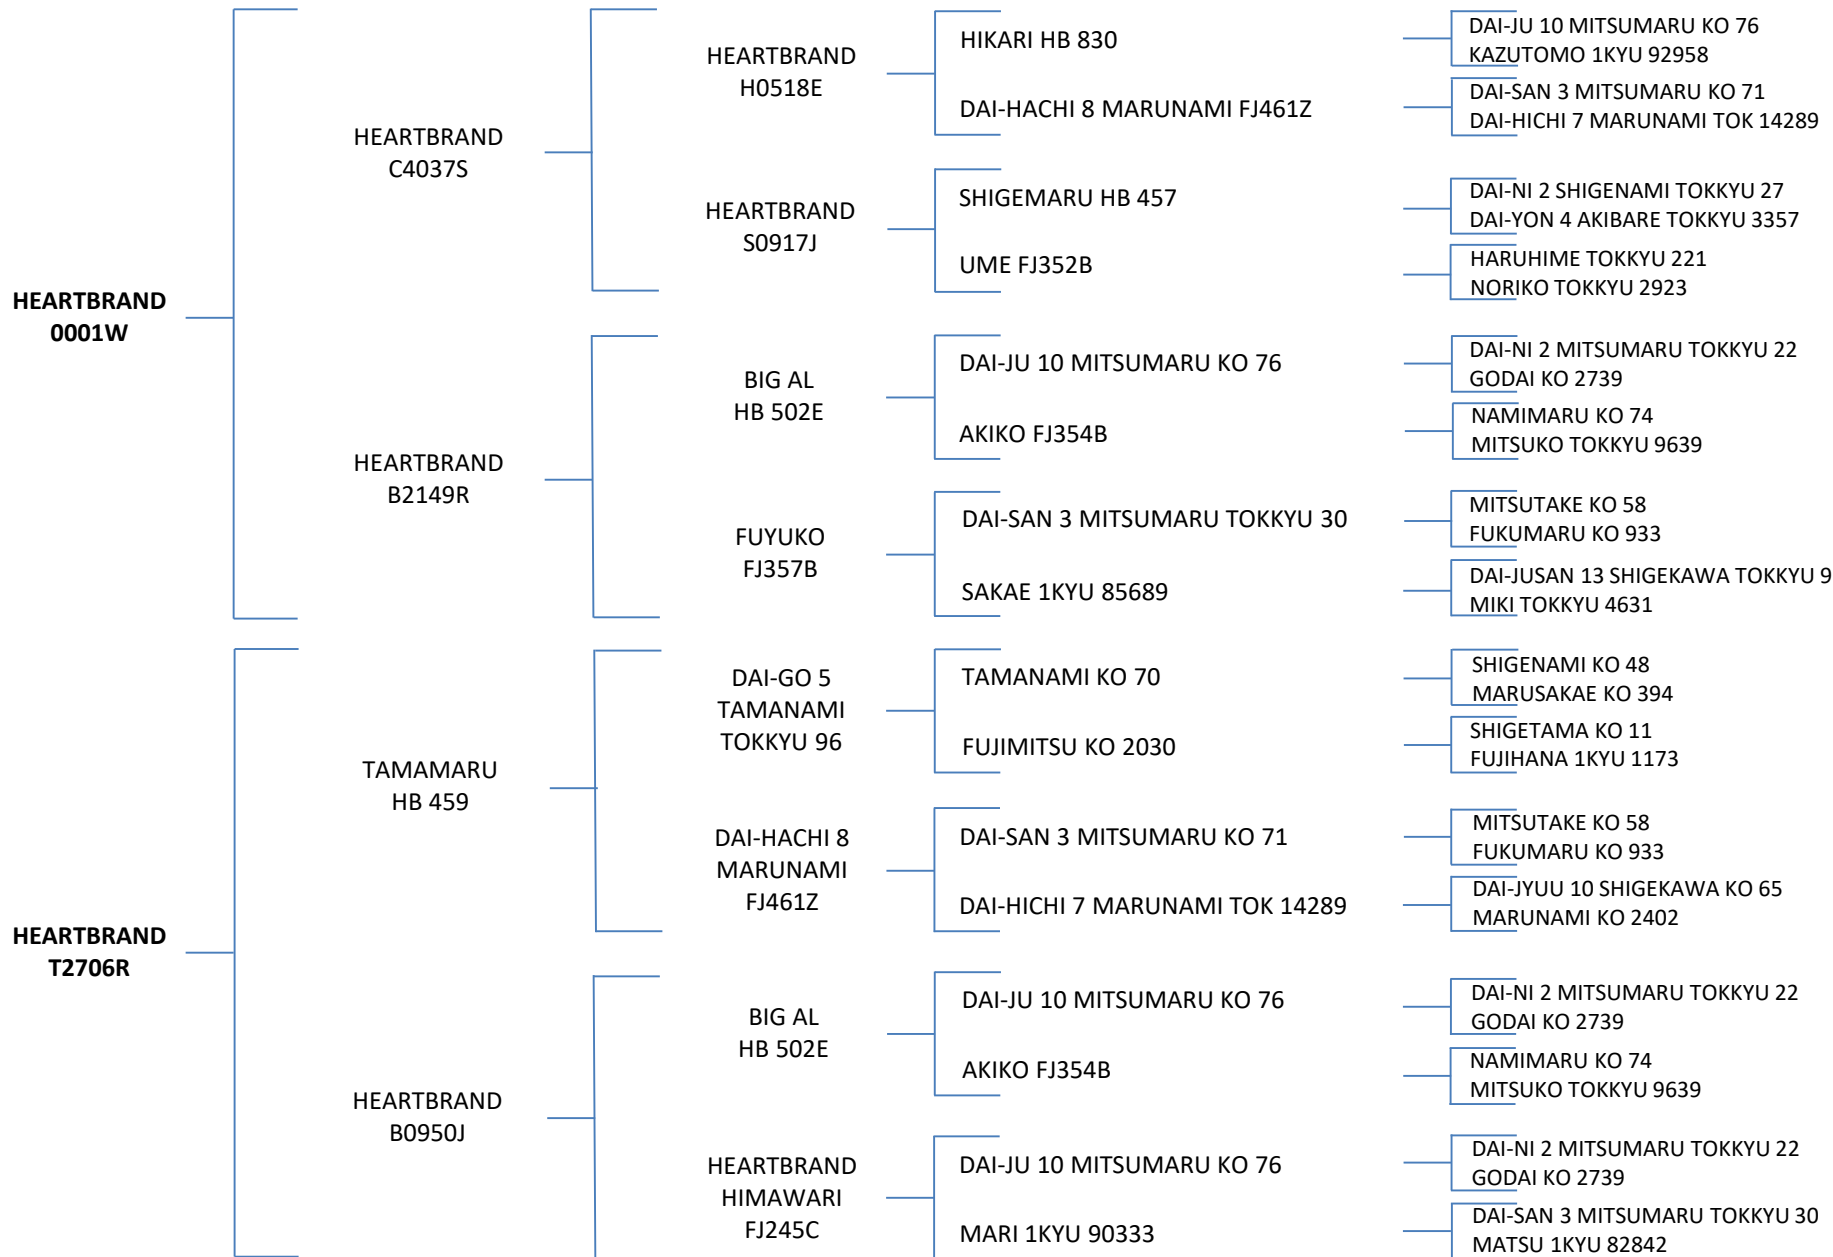 HEARTBRAND
0001W
HEARTBRAND
C4037S
HEARTBRAND
H0518E
HIKARI HB 830
DAI-JU 10 MITSUMARU KO 76
KAZUTOMO 1KYU 92958
DAI-HACHI 8 MARUNAMI FJ461Z
DAI-SAN 3 MITSUMARU KO 71
DAI-HICHI 7 MARUNAMI TOK 14289
HEARTBRAND
S0917J
SHIGEMARU HB 457
DAI-NI 2 SHIGENAMI TOKKYU 27
DAI-YON 4 AKIBARE TOKKYU 3357
UME FJ352B
HARUHIME TOKKYU 221
NORIKO TOKKYU 2923
HEARTBRAND
B2149R
BIG AL
HB 502E
DAI-JU 10 MITSUMARU KO 76
DAI-NI 2 MITSUMARU TOKKYU 22
GODAI KO 2739
AKIKO FJ354B
NAMIMARU KO 74
MITSUKO TOKKYU 9639
FUYUKO
FJ357B
DAI-SAN 3 MITSUMARU TOKKYU 30
MITSUTAKE KO 58
FUKUMARU KO 933
SAKAE 1KYU 85689
DAI-JUSAN 13 SHIGEKAWA TOKKYU 9
MIKI TOKKYU 4631
HEARTBRAND
T2706R
TAMAMARU
HB 459
DAI-GO 5
TAMANAMI
TOKKYU 96
TAMANAMI KO 70
SHIGENAMI KO 48
MARUSAKAE KO 394
FUJIMITSU KO 2030
SHIGETAMA KO 11
FUJIHANA 1KYU 1173
DAI-HACHI 8
MARUNAMI
FJ461Z
DAI-SAN 3 MITSUMARU KO 71
MITSUTAKE KO 58
FUKUMARU KO 933
DAI-HICHI 7 MARUNAMI TOK 14289
DAI-JYUU 10 SHIGEKAWA KO 65
MARUNAMI KO 2402
HEARTBRAND
B0950J
BIG AL
HB 502E
DAI-JU 10 MITSUMARU KO 76
DAI-NI 2 MITSUMARU TOKKYU 22
GODAI KO 2739
AKIKO FJ354B
NAMIMARU KO 74
MITSUKO TOKKYU 9639
HEARTBRAND
HIMAWARI
FJ245C
DAI-JU 10 MITSUMARU KO 76
DAI-NI 2 MITSUMARU TOKKYU 22
GODAI KO 2739
MARI 1KYU 90333
DAI-SAN 3 MITSUMARU TOKKYU 30
MATSU 1KYU 82842